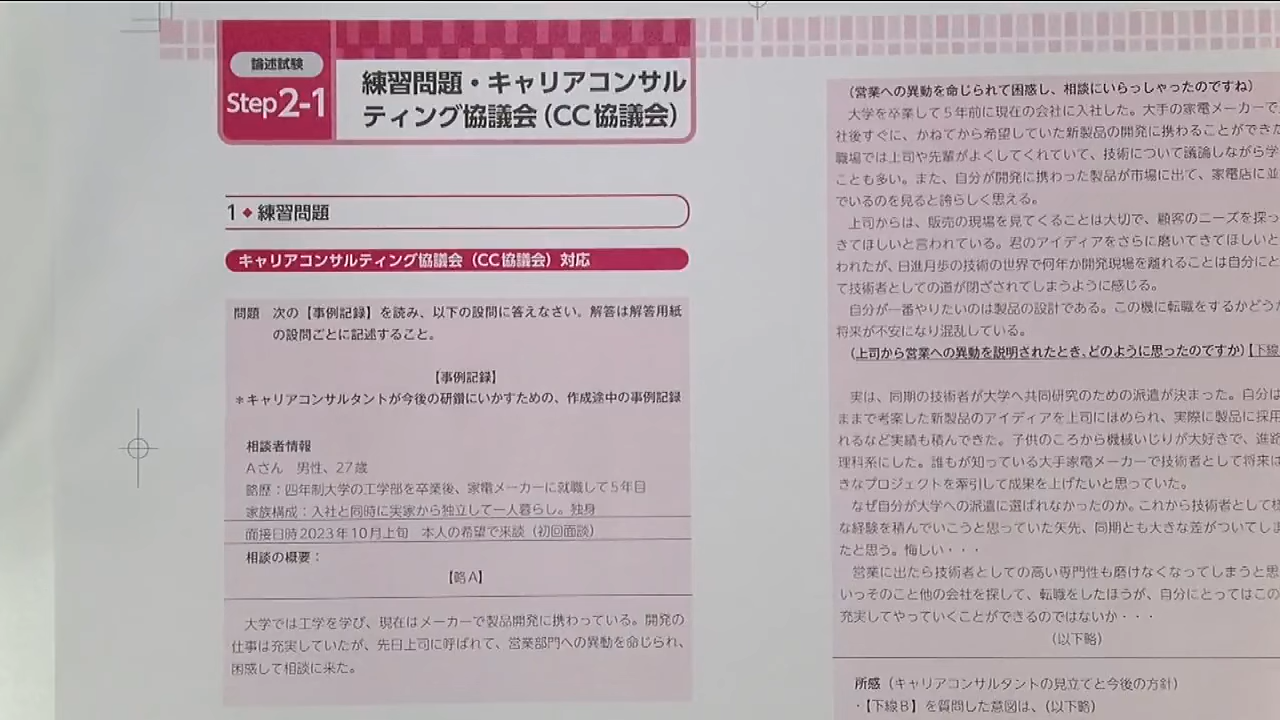 論述試験
Step2-1
練習問題・キャリアコンサル
ティング協議会（CC協議会）
1◆練習問題
キャリアコンサルティング協議会（CC協議会）対応
問題　次の【事例記録】を読み、以下の設問に答えなさい。解答は解答用紙
の設問ごとに記述すること。
【事例記録】
＊キャリアコンサルタントが今後の研鑽にいかすための、作成途中の事例記録
相談者情報
Aさん　男性、27歳
略歴：四年制大学の工学部を卒業後、家電メーカーに就職して5年目
家族構成：入社と同時に実家から独立して一人暮らし。独身
面接日時 2023年10月上旬　本人の希望で来談（初回面談）
相談の概要：
【略A】
大学では工学を学び、現在はメーカーで製品開発に携わっている。開発の
仕事は充実していたが、先日上司に呼ばれて、営業部門への異動を命じられ、
困惑して相談に来た。
（営業への異動を命じられて困惑し、相談にいらっしゃったのですね）
大学を卒業して5年前に現在の会社に入社した。大手の家電メーカーで
社後すぐに、かねてから希望していた新製品の開発に携わることができ
職場では上司や先輩がよくしてくれていて、技術について議論しながら学
ことも多い。また、自分が開発に携わった製品が市場に出て、家電店に並
でいるのを見ると誇らしく思える。
上司からは、販売の現場を見てくることは大切で、顧客のニーズを探っ
きてほしいと言われている。君のアイディアをさらに磨いてきてほしいと
われたが、日進月歩の技術の世界で何年か開発現場を離れることは自分にと
て技術者としての道が閉ざされてしまうように感じる。
自分が一番やりたいのは製品の設計である。この機に転職をするかどう
将来が不安になり混乱している。
（上司から営業への異動を説明されたとき、どのように思ったのですか）【下線
実は、同期の技術者が大学へ共同研究のための派遣が決まった。自分は
ままで考案した新製品のアイディアを上司にほめられ、実際に製品に採用
れるなど実績も積んできた。子供のころから機械いじりが大好きで、進路
理科系にした。誰もが知っている大手家電メーカーで技術者として将来は
きなプロジェクトを牽引して成果を上げたいと思っていた。
なぜ自分が大学への派遣に選ばれなかったのか。これから技術者として様
な経験を積んでいこうと思っていた矢先、同期とも大きな差がついてしま
たと思う。悔しい・・・
営業に出たら技術者としての高い専門性も磨けなくなってしまうと思
いっそのこと他の会社を探して、転職をしたほうが、自分にとってはこの
充実してやっていくことができるのではないか・・・
（以下略）
所感（キャリアコンサルタントの見立てと今後の方針）
・【下線B】を質問した意図は、（以下略）